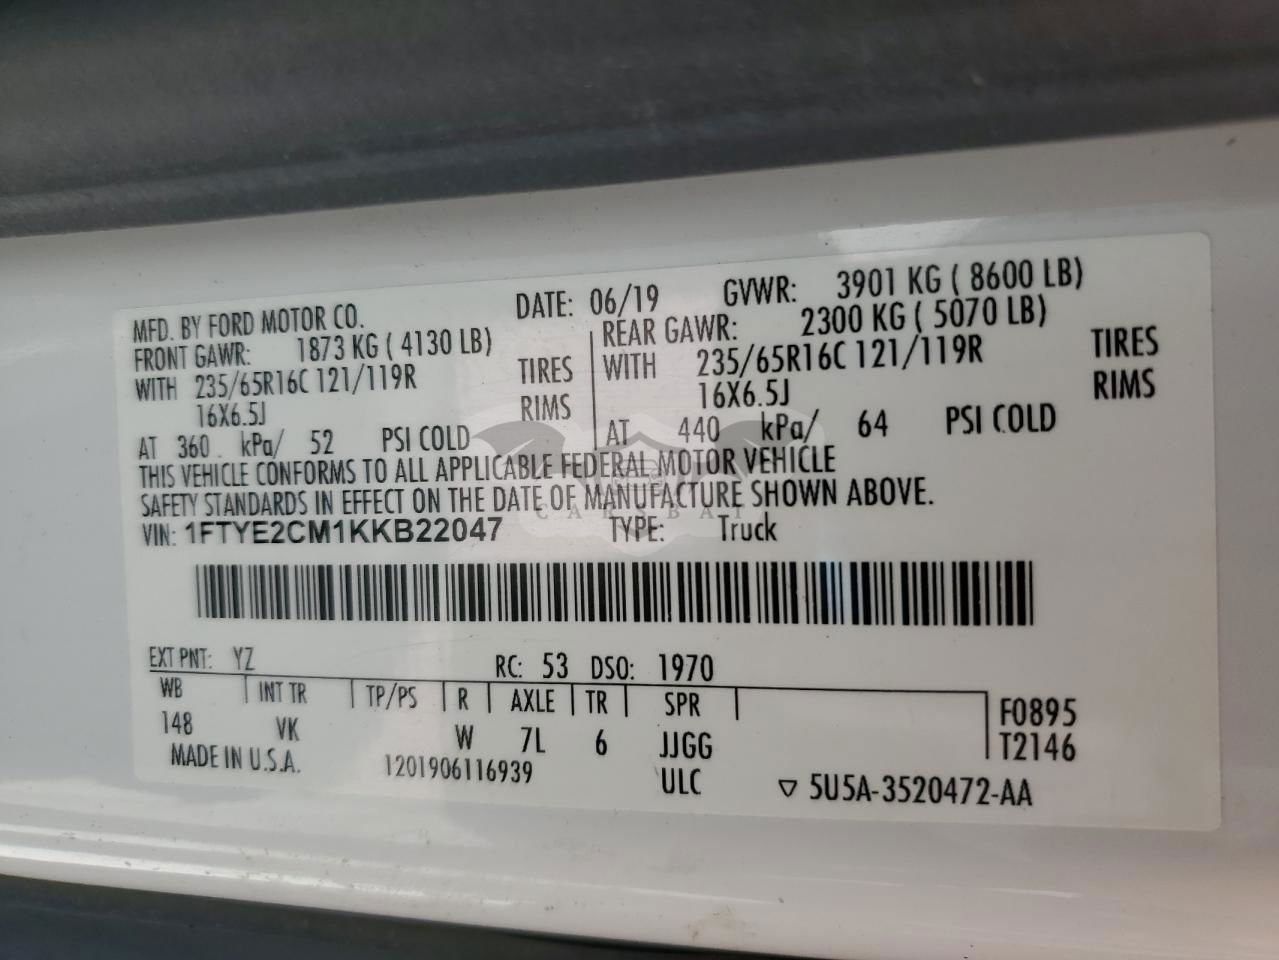 MFD. BY FORD MOTOR CO. DATE: 06/19 GVWR: 3901 KG ( 8600 LB)
FRONT GAWR: 1873 KG ( 4130 LB) REAR GAWR: 2300 KG ( 5070 LB)
WITH 235/65R16C 121/119R TIRES WITH 235/65R16C 121/119R TIRES
16X6.5J RIMS 16X6.5J RIMS
AT 360 kPa/ 52 PSI COLD AT 440 kPa/ 64 PSI COLD
THIS VEHICLE CONFORMS TO ALL APPLICABLE FEDERAL MOTOR VEHICLE
SAFETY STANDARDS IN EFFECT ON THE DATE OF MANUFACTURE SHOWN ABOVE.
CARSBAT
VIN: 1FTYE2CM1KKB22047 TYPE: Truck
EXT PNT: YZ RC: 53 DSO: 1970
WB INT TR TP/PS R AXLE TR SPR F0895
148 VK W 7L 6 JJGG T2146
MADE IN U.S.A. 1201906116939 ULC ▽ 5U5A-3520472-AA